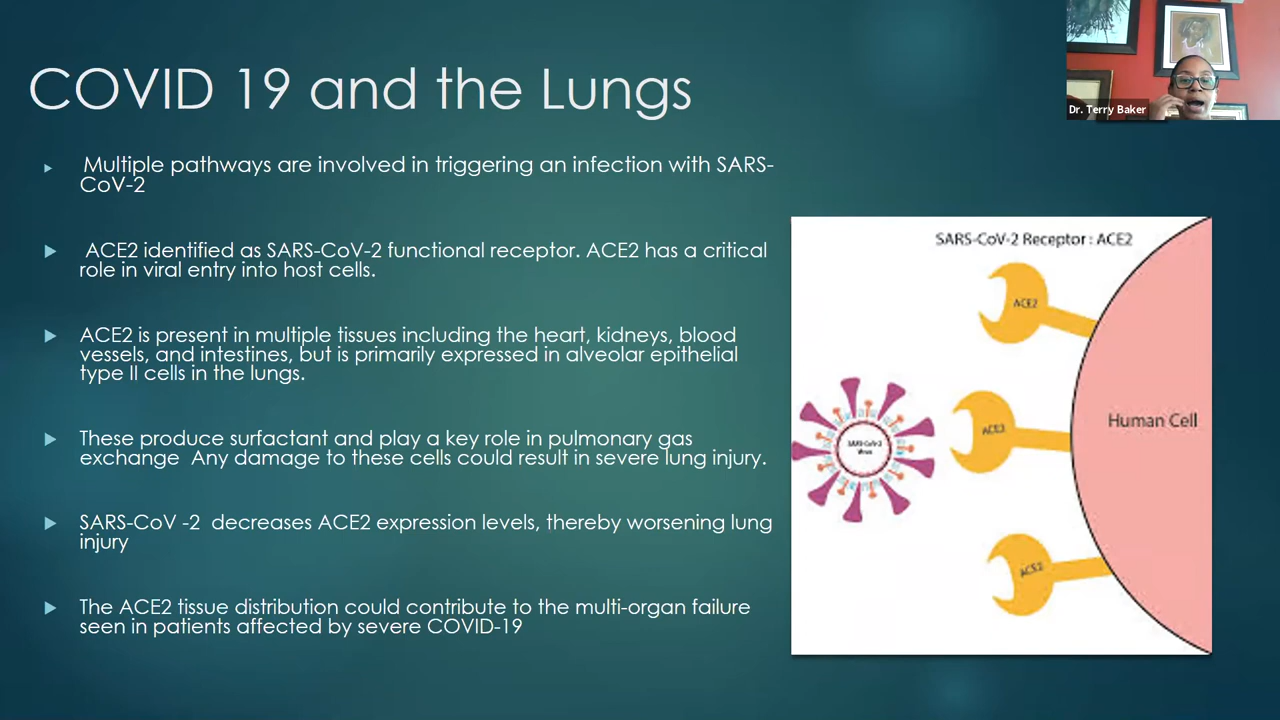 COVID 19 and the Lungs
Dr. Terry Baker
Multiple pathways are involved in triggering an infection with SARS-
CoV-2
ACE2 identified as SARS-CoV-2 functional receptor. ACE2 has a critical
role in viral entry into host cells.
ACE2 is present in multiple tissues including the heart, kidneys, blood
vessels, and intestines, but is primarily expressed in alveolar epithelial
type II cells in the lungs.
These produce surfactant and play a key role in pulmonary gas
exchange  Any damage to these cells could result in severe lung injury.
SARS-CoV -2  decreases ACE2 expression levels, thereby worsening lung
injury
The ACE2 tissue distribution could contribute to the multi-organ failure
seen in patients affected by severe COVID-19
SARS-CoV-2 Receptor : ACE2
ACE2
SARS-CoV-2
Virus
ACE2
Human Cell
ACE2